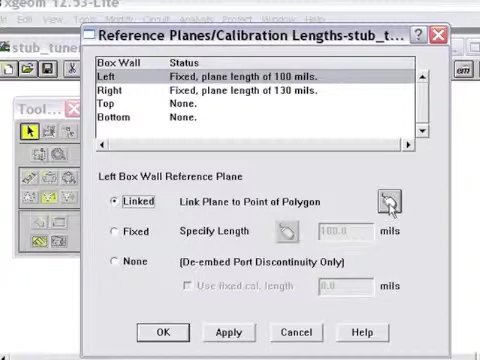 xgeom 12.53-Lite
stub_tuner
Reference Planes/Calibration Lengths-stub_t...
Box Wall Status
Left Fixed, plane length of 100 mils.
Right Fixed, plane length of 130 mils.
Top None.
Bottom None.
Tool...
Left Box Wall Reference Plane
Linked Link Plane to Point of Polygon
Fixed Specify Length 100.0 mils
None (De-embed Port Discontinuity Only)
Use fixed cal. length 0.0 mils
OK Apply Cancel Help
em